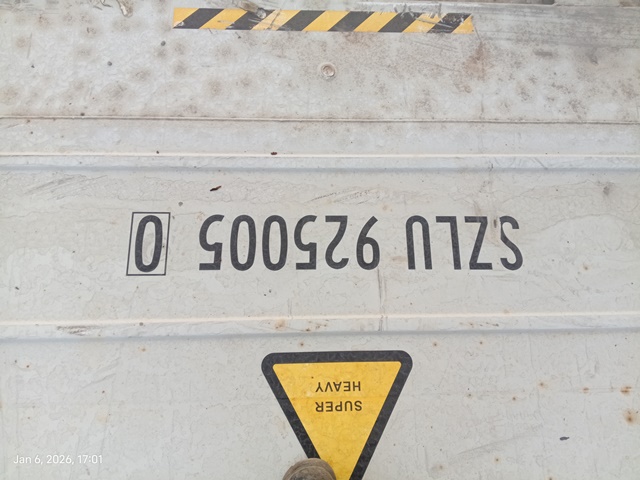 SZLU 925005 0
SUPER
HEAVY
Jan 6, 2026, 17:01